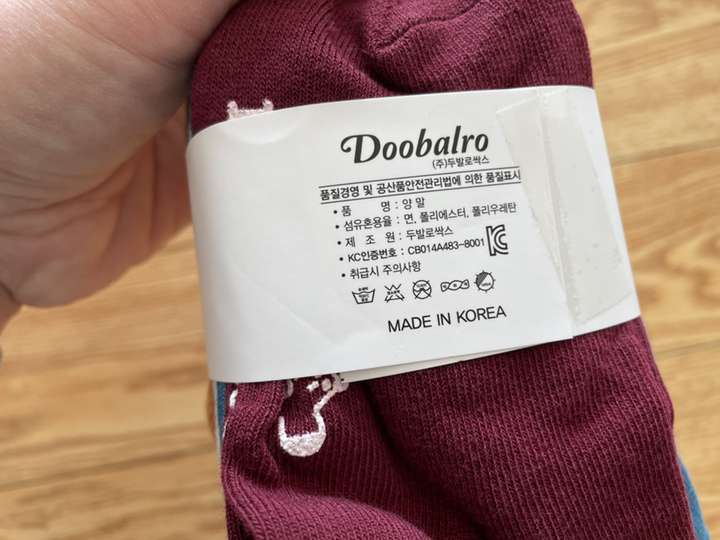 Doobalro
(주)두발로싹스
품질경영 및 공산품안전관리법에 의한 품질표시
• 품 명 : 양 말
• 섬유혼용율 : 면, 폴리에스터, 폴리우레탄
• 제 조 원 : 두발로싹스
• KC인증번호 : CB014A483-8001
• 취급시 주의사항
MADE IN KOREA